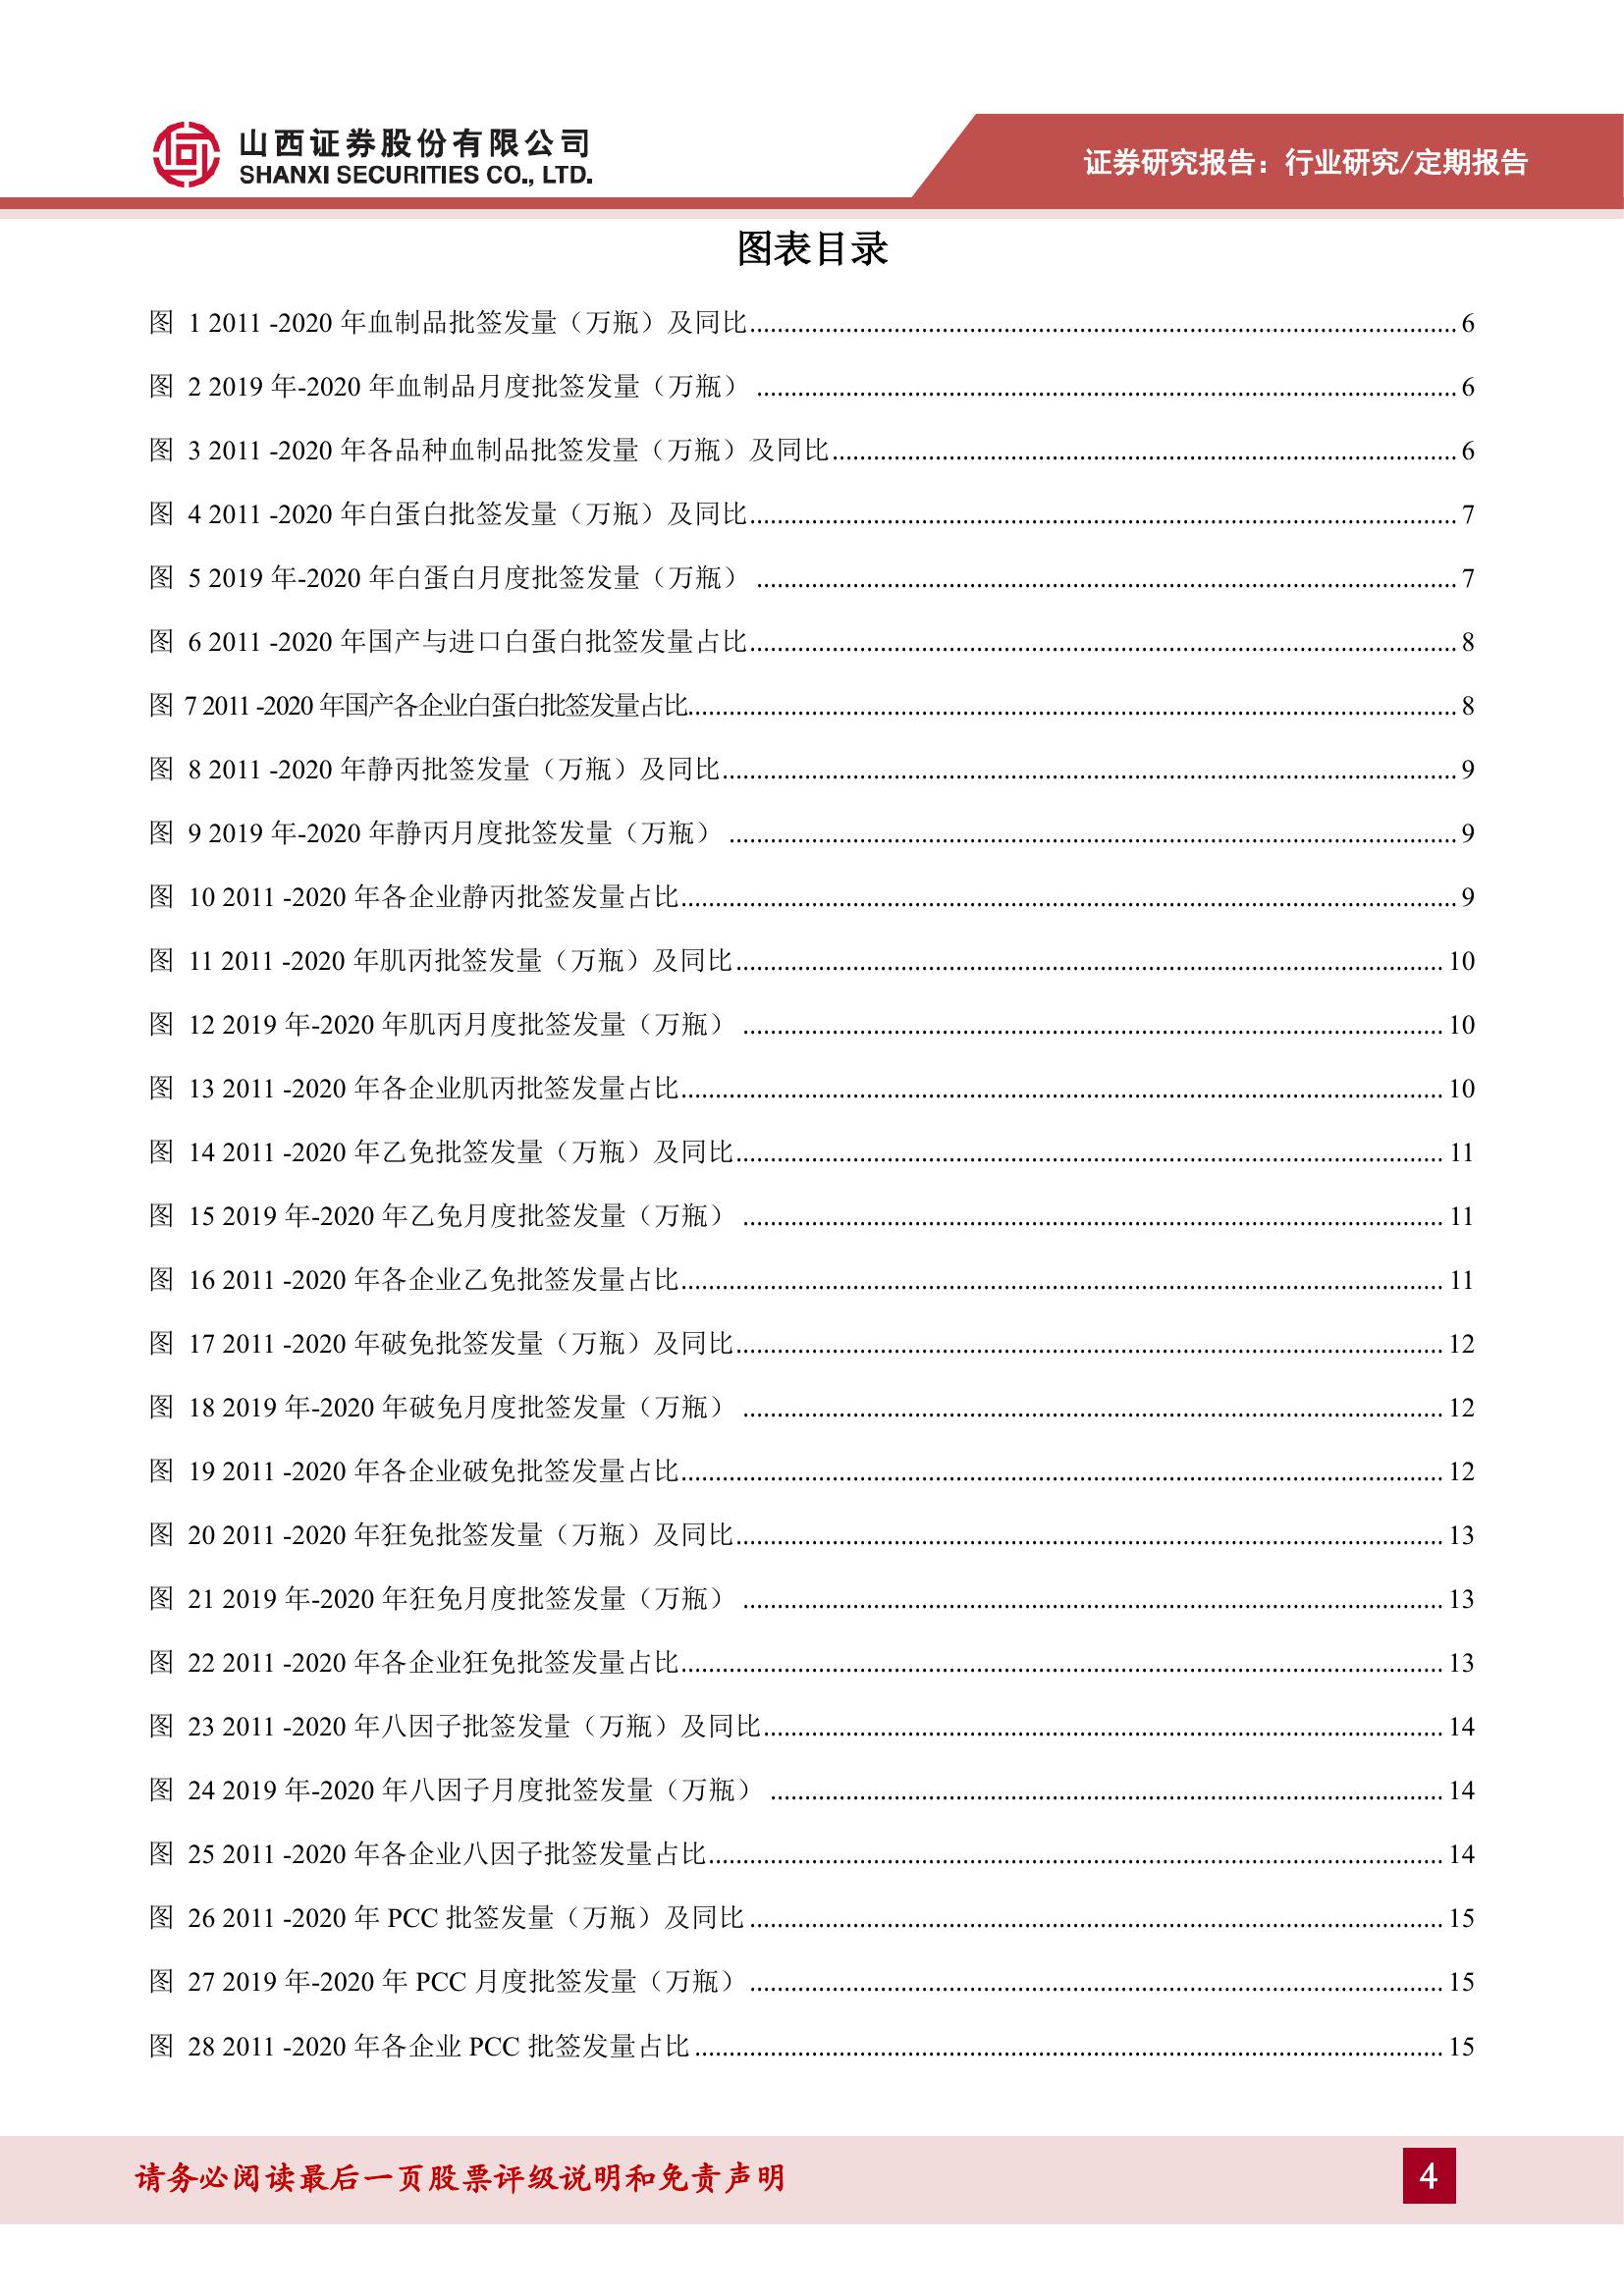 山西证券股份有限公司
SHANXI SECURITIES CO., LTD.
证券研究报告：行业研究/定期报告
图表目录
图 1 2011 -2020 年血制品批签发量（万瓶）及同比 6
图 2 2019 年-2020 年血制品月度批签发量（万瓶） 6
图 3 2011 -2020 年各品种血制品批签发量（万瓶）及同比 6
图 4 2011 -2020 年白蛋白批签发量（万瓶）及同比 7
图 5 2019 年-2020 年白蛋白月度批签发量（万瓶） 7
图 6 2011 -2020 年国产与进口白蛋白批签发量占比 8
图 7 2011 -2020 年国产各企业白蛋白批签发量占比 8
图 8 2011 -2020 年静丙批签发量（万瓶）及同比 9
图 9 2019 年-2020 年静丙月度批签发量（万瓶） 9
图 10 2011 -2020 年各企业静丙批签发量占比 9
图 11 2011 -2020 年肌丙批签发量（万瓶）及同比 10
图 12 2019 年-2020 年肌丙月度批签发量（万瓶） 10
图 13 2011 -2020 年各企业肌丙批签发量占比 10
图 14 2011 -2020 年乙免批签发量（万瓶）及同比 11
图 15 2019 年-2020 年乙免月度批签发量（万瓶） 11
图 16 2011 -2020 年各企业乙免批签发量占比 11
图 17 2011 -2020 年破免批签发量（万瓶）及同比 12
图 18 2019 年-2020 年破免月度批签发量（万瓶） 12
图 19 2011 -2020 年各企业破免批签发量占比 12
图 20 2011 -2020 年狂免批签发量（万瓶）及同比 13
图 21 2019 年-2020 年狂免月度批签发量（万瓶） 13
图 22 2011 -2020 年各企业狂免批签发量占比 13
图 23 2011 -2020 年八因子批签发量（万瓶）及同比 14
图 24 2019 年-2020 年八因子月度批签发量（万瓶） 14
图 25 2011 -2020 年各企业八因子批签发量占比 14
图 26 2011 -2020 年 PCC 批签发量（万瓶）及同比 15
图 27 2019 年-2020 年 PCC 月度批签发量（万瓶） 15
图 28 2011 -2020 年各企业 PCC 批签发量占比 15
请务必阅读最后一页股票评级说明和免责声明
4